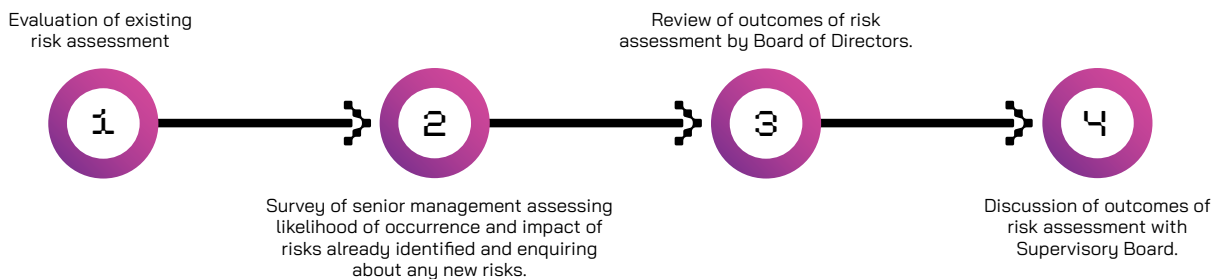 Evaluation of existing
risk assessment
1
Survey of senior management assessing
likelihood of occurrence and impact of
risks already identified and enquiring
about any new risks.
2
Review of outcomes of risk
assessment by Board of Directors.
3
Discussion of outcomes of
risk assessment with
Supervisory Board.
4